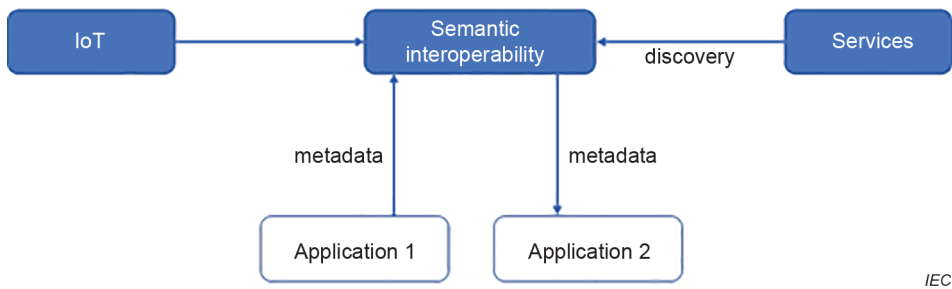 IoT
Semantic
interoperability
Services
discovery
metadata
metadata
Application 1
Application 2
IEC